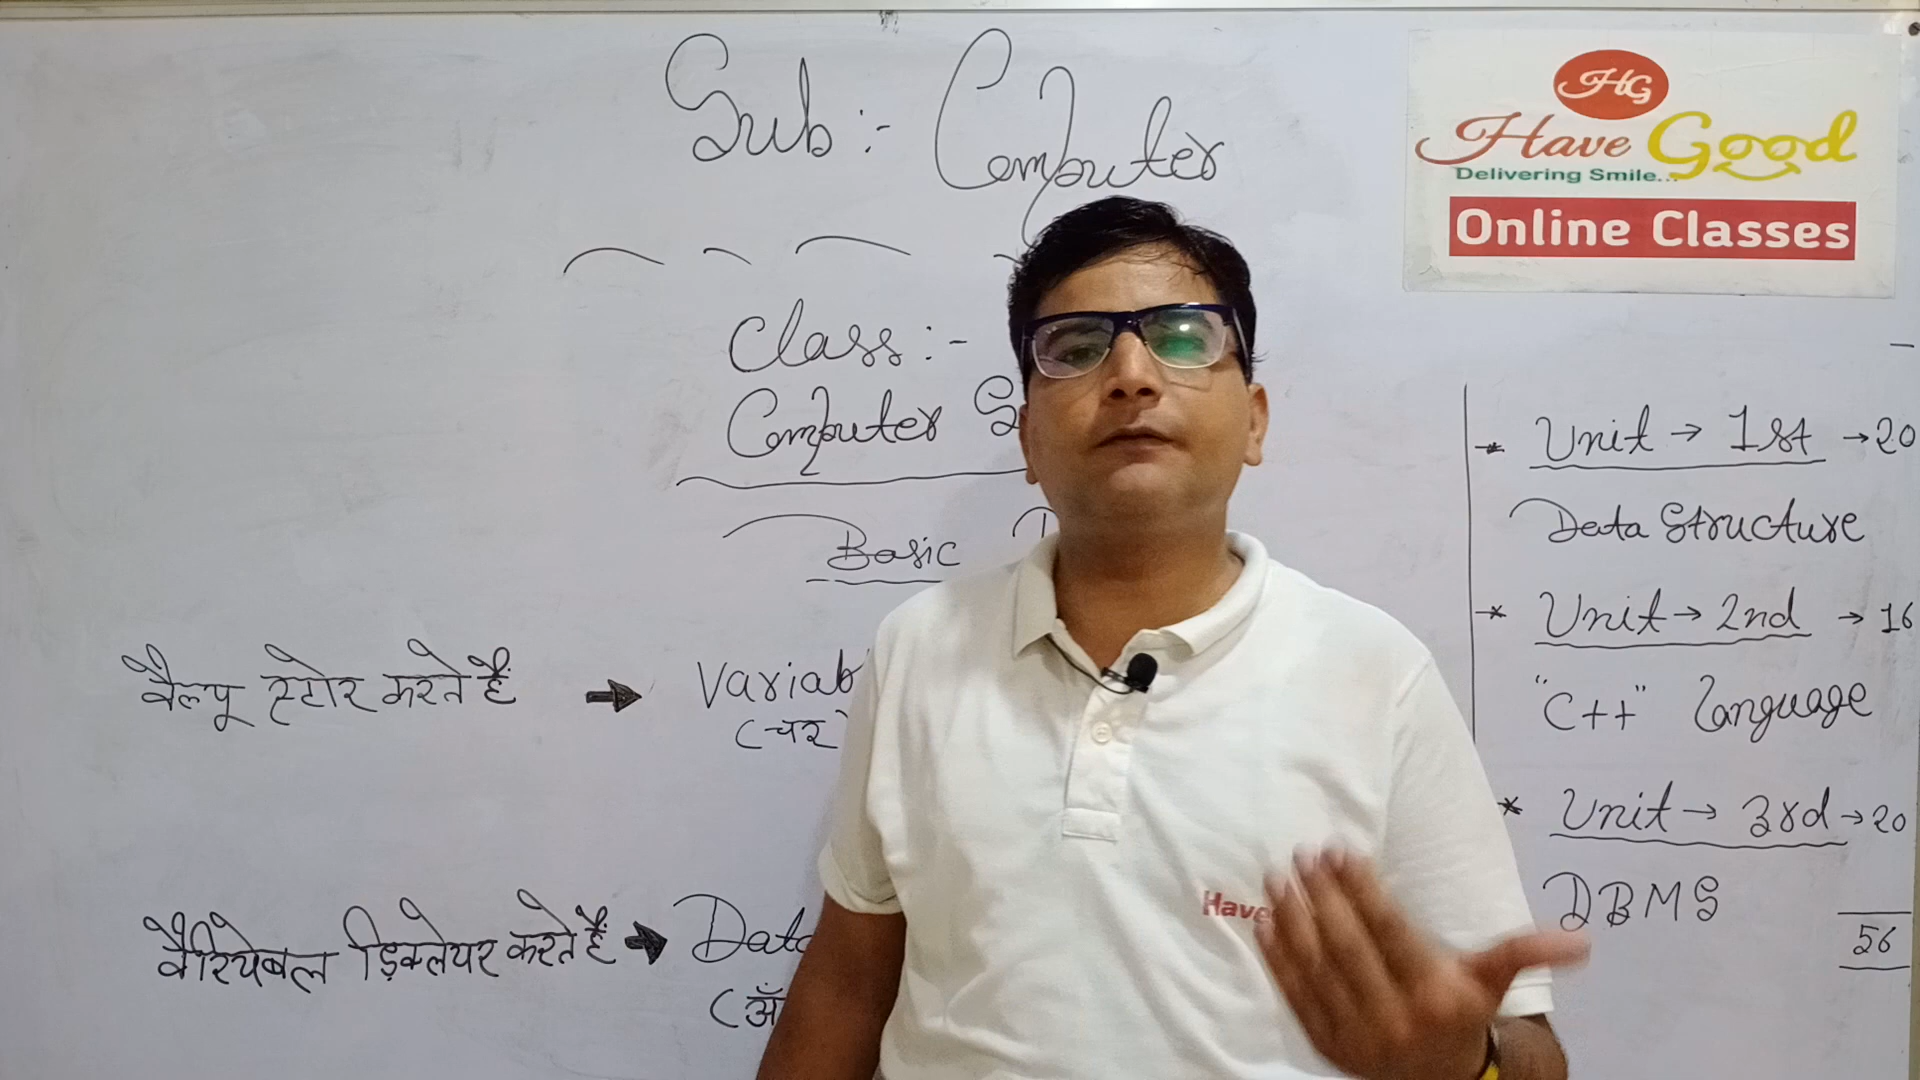 Sub:- Computer
HG
Have Good
Delivering Smile...
Online Classes
Class:-
Computer S
Basic
वैल्यू स्टोर करते हैं → Variab
(चर
वैरियेबल डिक्लेयर करते हैं → Data
(अँ
* Unit → 1st → 20
Data Structure
* Unit → 2nd → 16
"C++" Language
* Unit → 3rd → 20
DBMS
56
Have